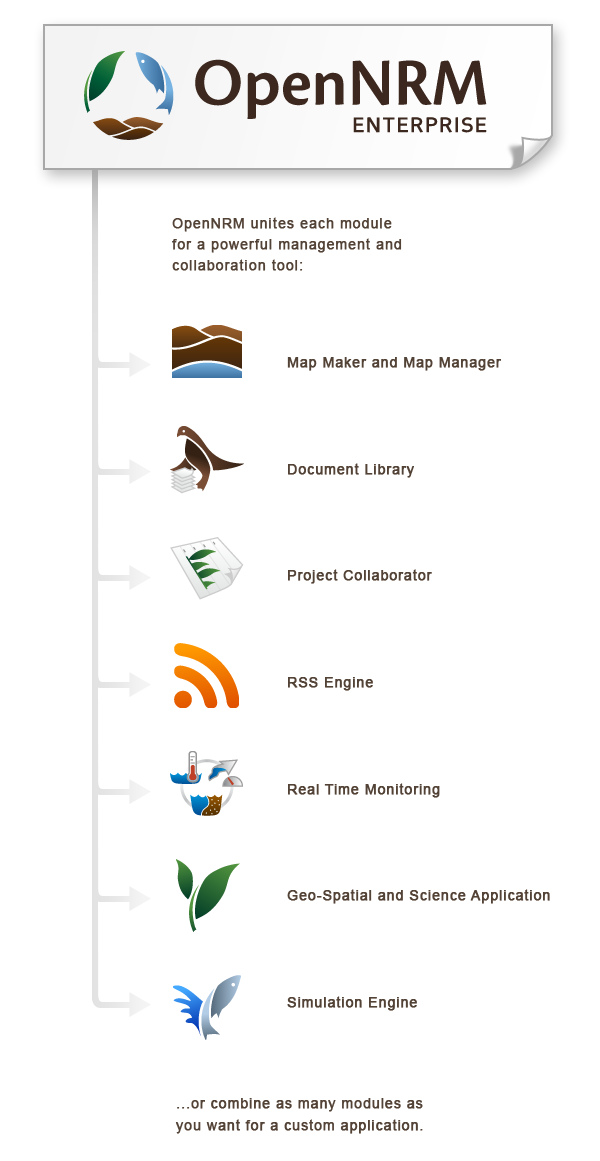 OpenNRM
ENTERPRISE
OpenNRM unites each module
for a powerful management and
collaboration tool:
Map Maker and Map Manager
Document Library
Project Collaborator
RSS Engine
Real Time Monitoring
Geo-Spatial and Science Application
Simulation Engine
...or combine as many modules as
you want for a custom application.